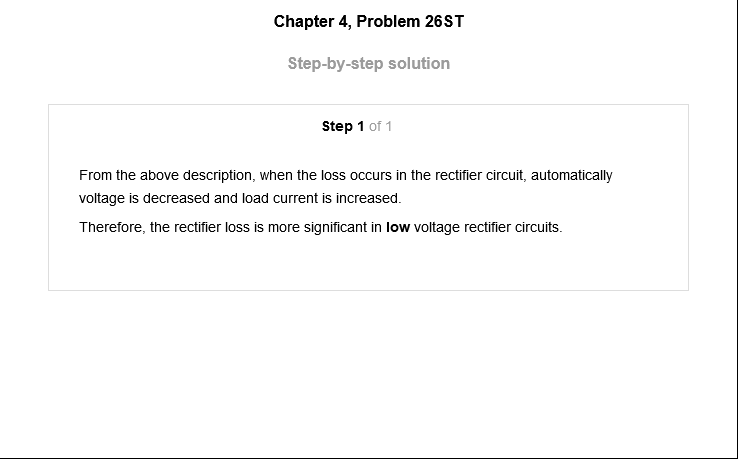 Chapter 4, Problem 26ST
Step-by-step solution
Step 1 of 1
From the above description, when the loss occurs in the rectifier circuit, automatically
voltage is decreased and load current is increased.
Therefore, the rectifier loss is more significant in low voltage rectifier circuits.